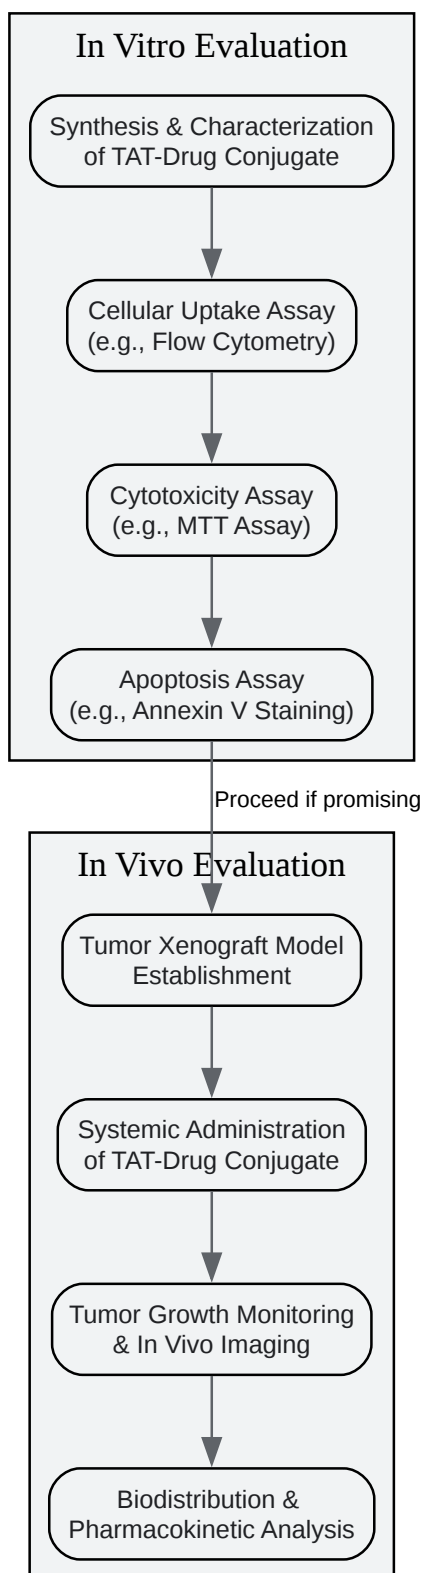 In Vitro Evaluation
Synthesis & Characterization
of TAT-Drug Conjugate
Cellular Uptake Assay
(e.g., Flow Cytometry)
Cytotoxicity Assay
(e.g., MTT Assay)
Apoptosis Assay
(e.g., Annexin V Staining)
Proceed if promising
In Vivo Evaluation
Tumor Xenograft Model
Establishment
Systemic Administration
of TAT-Drug Conjugate
Tumor Growth Monitoring
& In Vivo Imaging
Biodistribution &
Pharmacokinetic Analysis